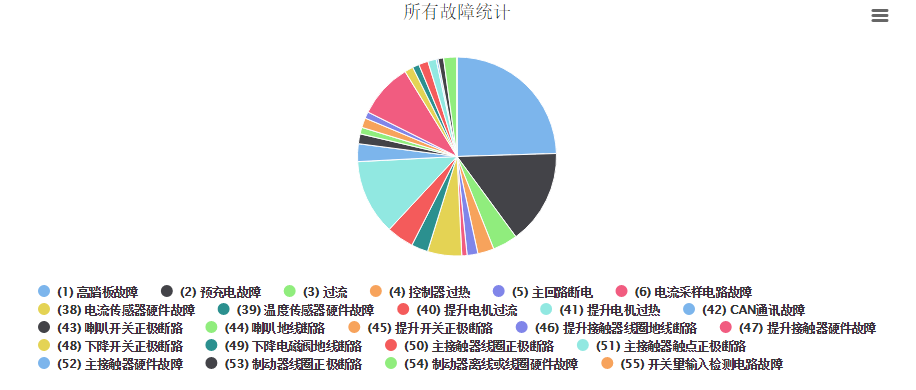 所有故障统计
(1) 高踏板故障 (2) 预充电故障 (3) 过流 (4) 控制器过热 (5) 主回路断电 (6) 电流采样电路故障
(38) 电流传感器硬件故障 (39) 温度传感器硬件故障 (40) 提升电机过流 (41) 提升电机过热 (42) CAN通讯故障
(43) 喇叭开关正极断路 (44) 喇叭地线断路 (45) 提升开关正极断路 (46) 提升接触器线圈地线断路 (47) 提升接触器硬件故障
(48) 下降开关正极断路 (49) 下降电磁阀地线断路 (50) 主接触器线圈正极断路 (51) 主接触器触点正极断路
(52) 主接触器硬件故障 (53) 制动器线圈正极断路 (54) 制动器离线或线圈硬件故障 (55) 开关量输入检测电路故障